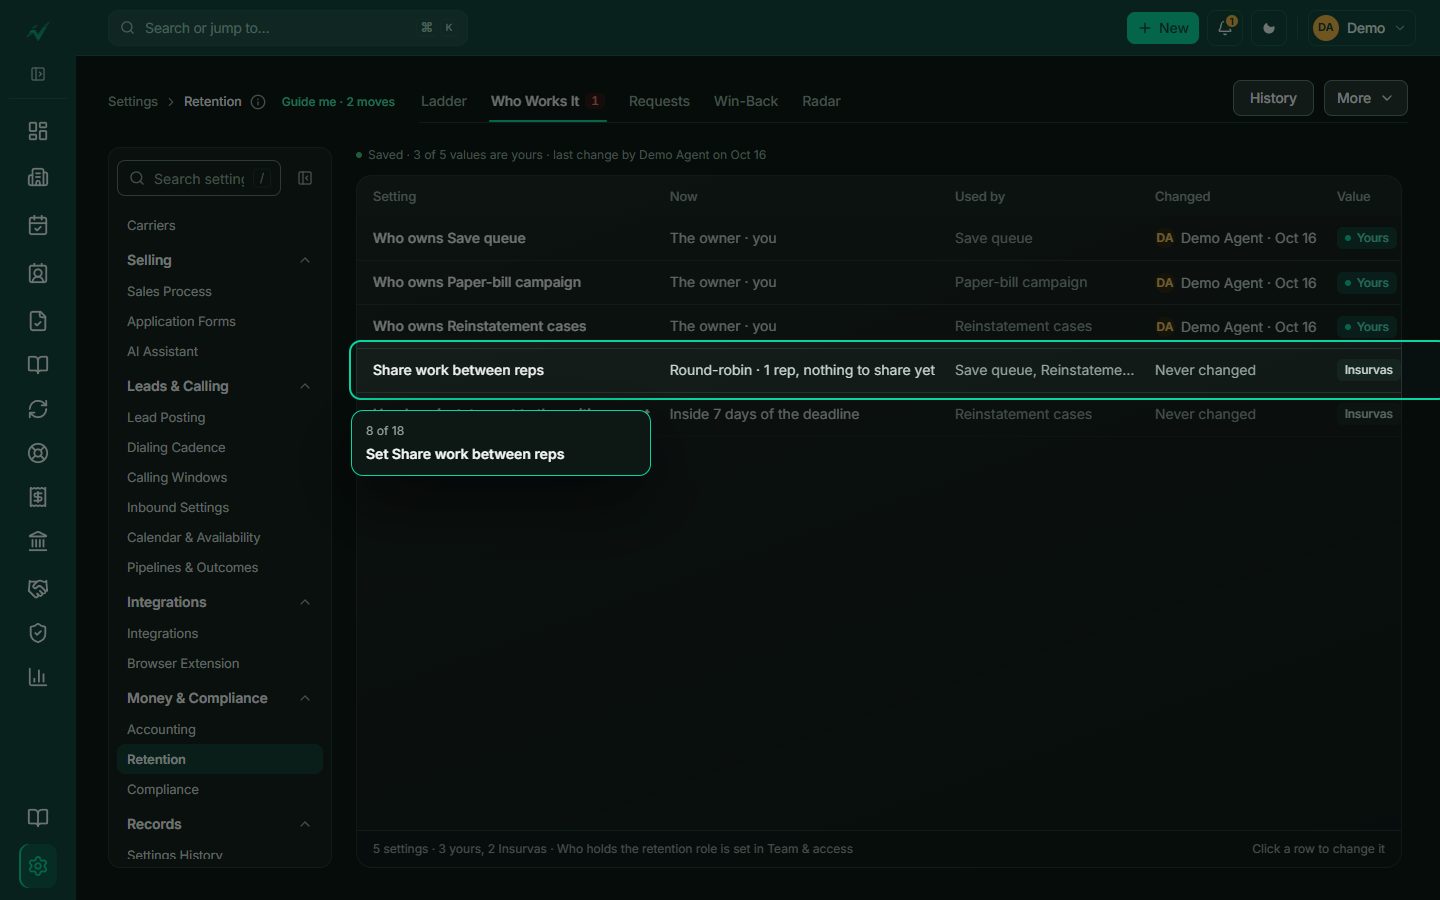 Search or jump to...
⌘ K
New
1
DA Demo
Settings > Retention
Guide me · 2 moves
Ladder
Who Works It 1
Requests
Win-Back
Radar
History
More
Search setting
/
Saved · 3 of 5 values are yours · last change by Demo Agent on Oct 16
Carriers
Selling
Sales Process
Application Forms
AI Assistant
Leads & Calling
Lead Posting
Dialing Cadence
Calling Windows
Inbound Settings
Calendar & Availability
Pipelines & Outcomes
Integrations
Integrations
Browser Extension
Money & Compliance
Accounting
Retention
Compliance
Records
Settings History
Setting Now Used by Changed Value
Who owns Save queue The owner · you Save queue DA Demo Agent · Oct 16 Yours
Who owns Paper-bill campaign The owner · you Paper-bill campaign DA Demo Agent · Oct 16 Yours
Who owns Reinstatement cases The owner · you Reinstatement cases DA Demo Agent · Oct 16 Yours
Share work between reps Round-robin · 1 rep, nothing to share yet Save queue, Reinstateme... Never changed Insurvas
Inside 7 days of the deadline Reinstatement cases Never changed Insurvas
8 of 18
Set Share work between reps
5 settings · 3 yours, 2 Insurvas · Who holds the retention role is set in Team & access
Click a row to change it